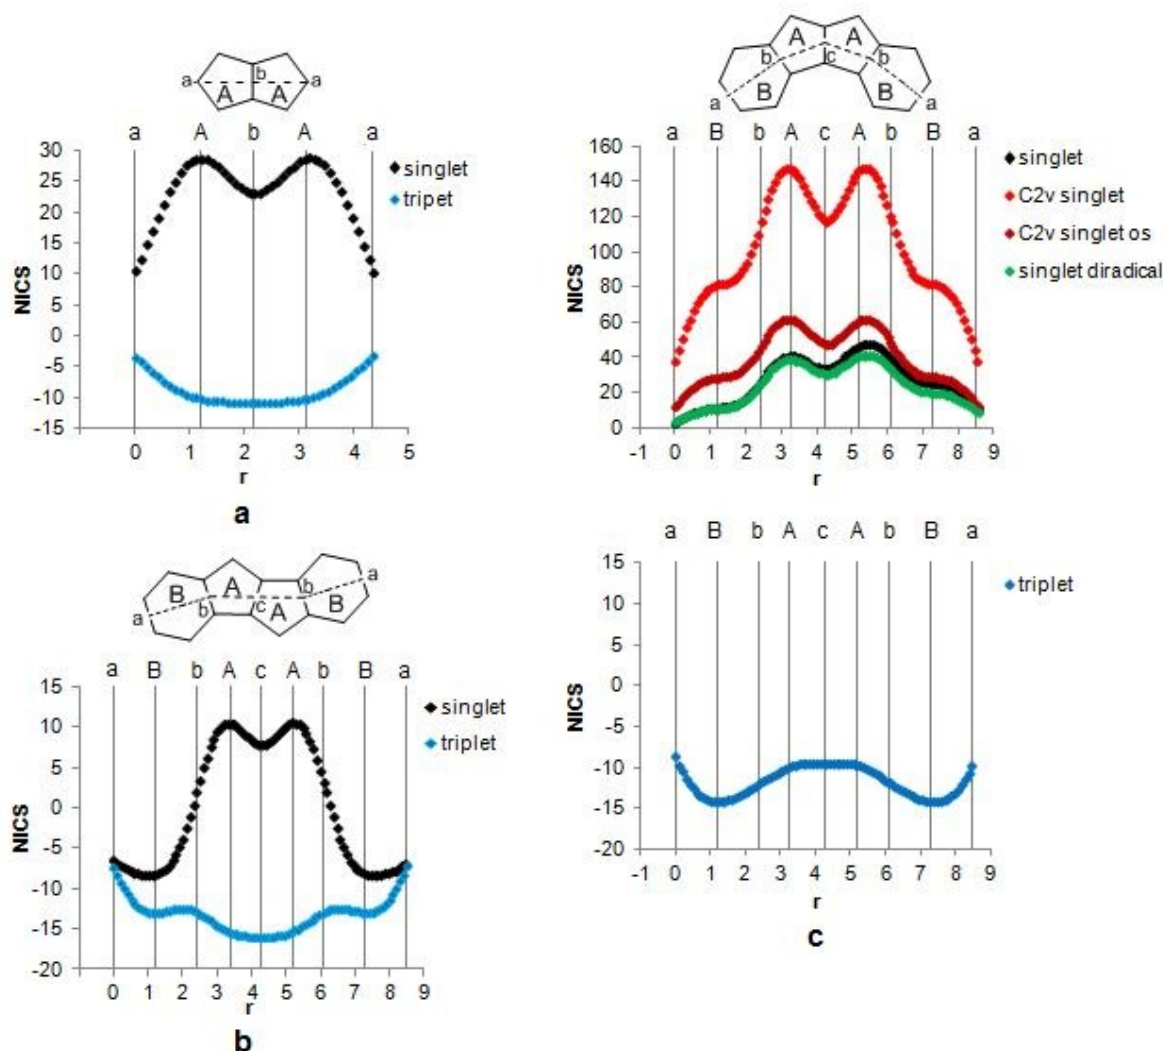 a b a
A A
a A b A a
30
25
20
15
10
5
0
-5
-10
-15
NICS
0 1 2 3 4 5
r
singlet
tripet
a
B A b a
a b c A B
a B b A c A b B a
15
10
5
0
-5
-10
-15
-20
NICS
0 1 2 3 4 5 6 7 8 9
r
singlet
triplet
b
A A
b c b
a B B a
a B b A c A b B a
160
140
120
100
80
60
40
20
0
NICS
-1 0 1 2 3 4 5 6 7 8 9
r
singlet
C2v singlet
C2v singlet os
singlet diradical
a B b A c A b B a
15
10
5
0
-5
-10
-15
-20
NICS
-1 0 1 2 3 4 5 6 7 8 9
r
triplet
c